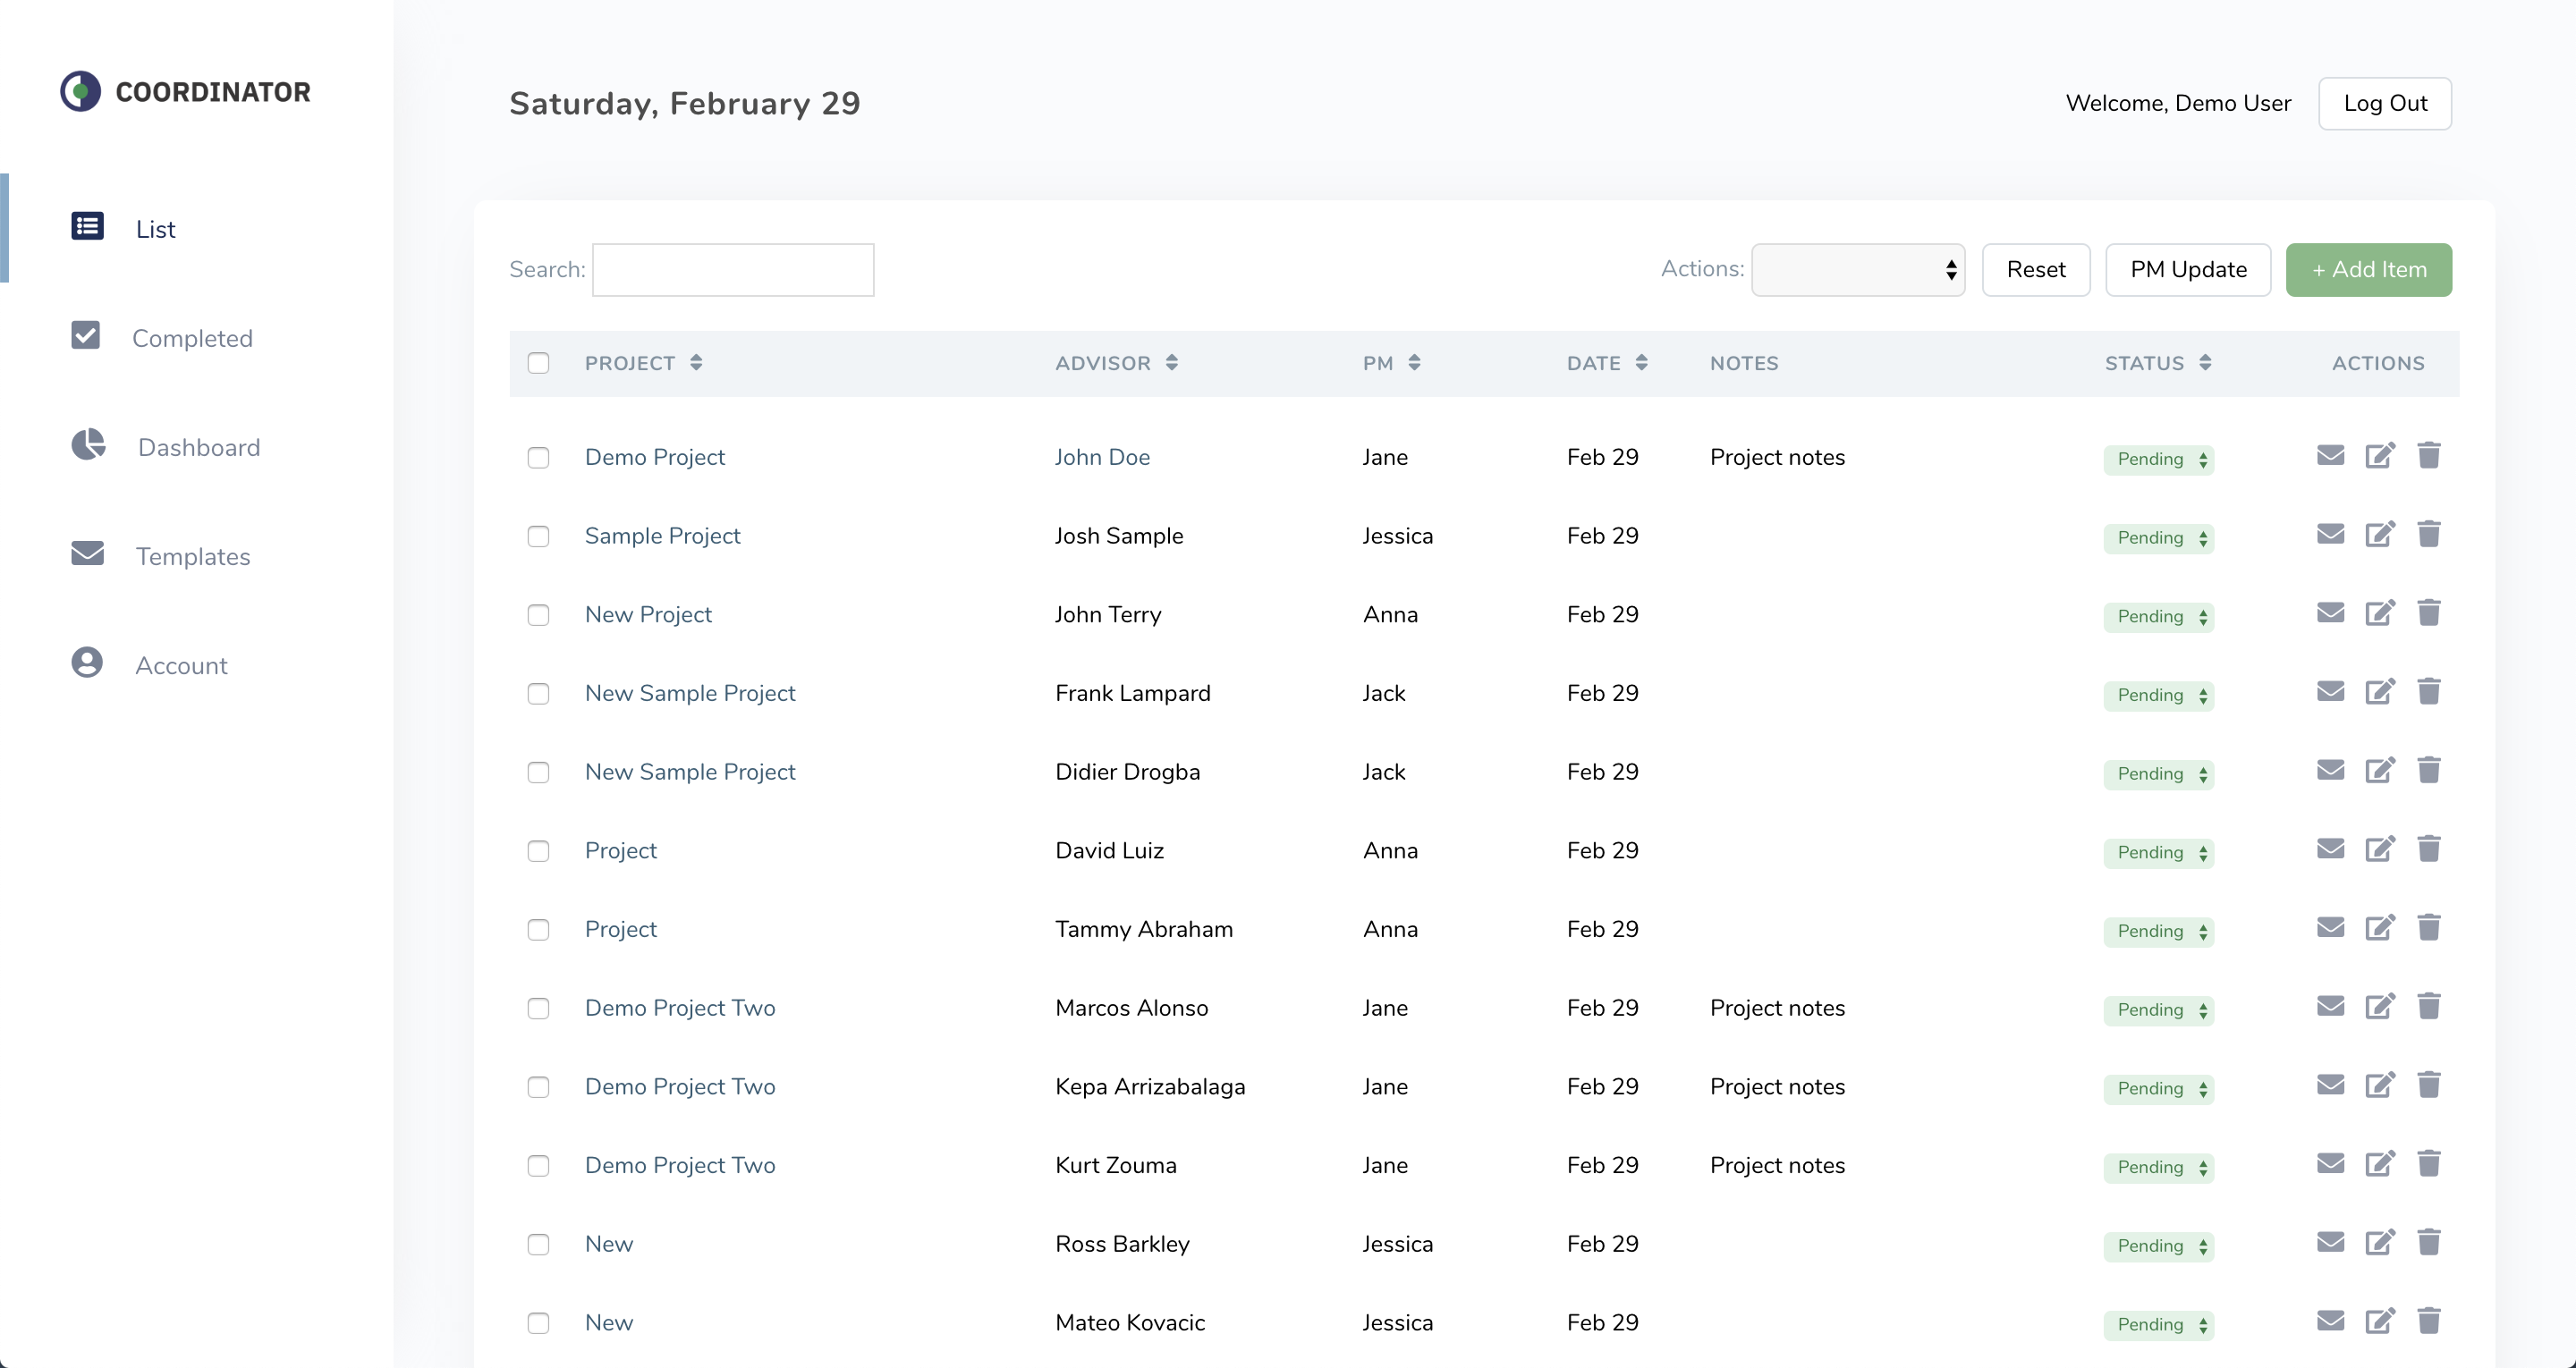 COORDINATOR
List
Completed
Dashboard
Templates
Account
Saturday, February 29
Welcome, Demo User Log Out
Search: Actions: Reset PM Update + Add Item
PROJECT ADVISOR PM DATE NOTES STATUS ACTIONS
Demo Project John Doe Jane Feb 29 Project notes Pending
Sample Project Josh Sample Jessica Feb 29 Pending
New Project John Terry Anna Feb 29 Pending
New Sample Project Frank Lampard Jack Feb 29 Pending
New Sample Project Didier Drogba Jack Feb 29 Pending
Project David Luiz Anna Feb 29 Pending
Project Tammy Abraham Anna Feb 29 Pending
Demo Project Two Marcos Alonso Jane Feb 29 Project notes Pending
Demo Project Two Kepa Arrizabalaga Jane Feb 29 Project notes Pending
Demo Project Two Kurt Zouma Jane Feb 29 Project notes Pending
New Ross Barkley Jessica Feb 29 Pending
New Mateo Kovacic Jessica Feb 29 Pending